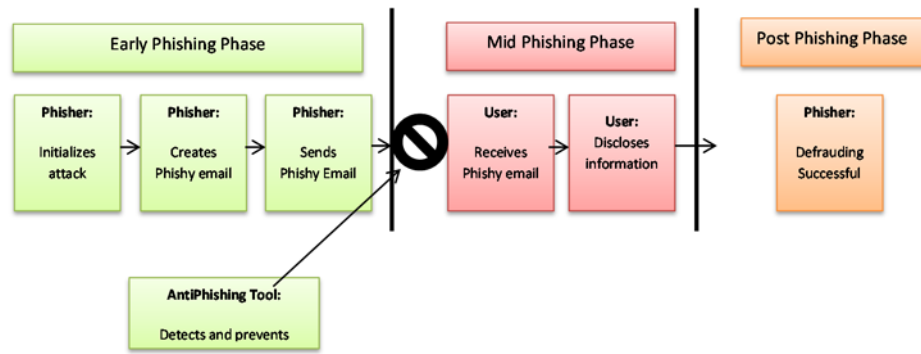 Early Phishing Phase
Mid Phishing Phase
Post Phishing Phase
Phisher:
Initializes
attack
Phisher:
Creates
Phishy email
Phisher:
Sends
Phishy Email
User:
Receives
Phishy email
User:
Discloses
information
Phisher:
Defrauding
Successful
AntiPhishing Tool:
Detects and prevents